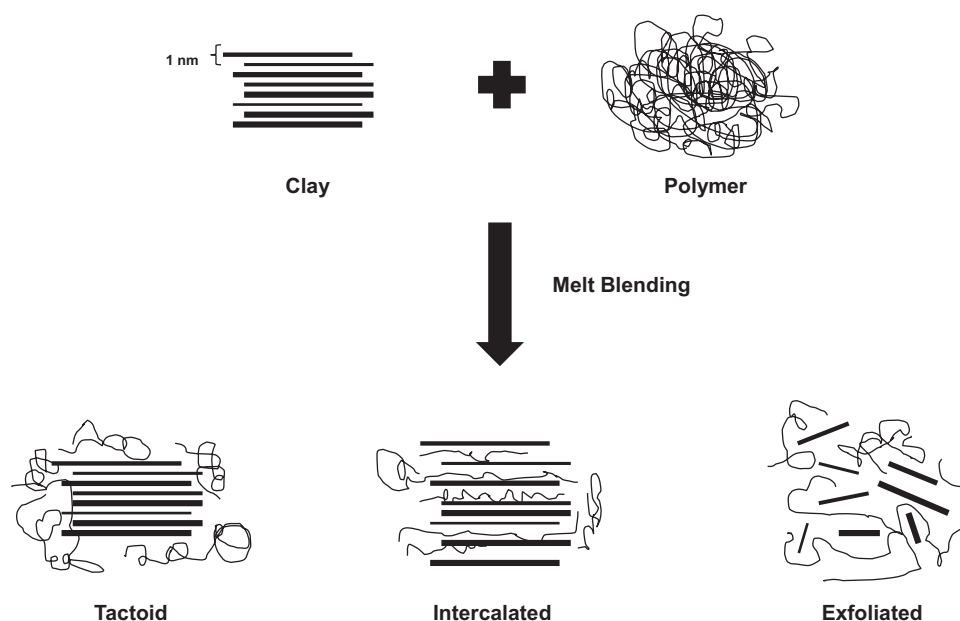 1 nm
Clay
Polymer
Melt Blending
Tactoid
Intercalated
Exfoliated